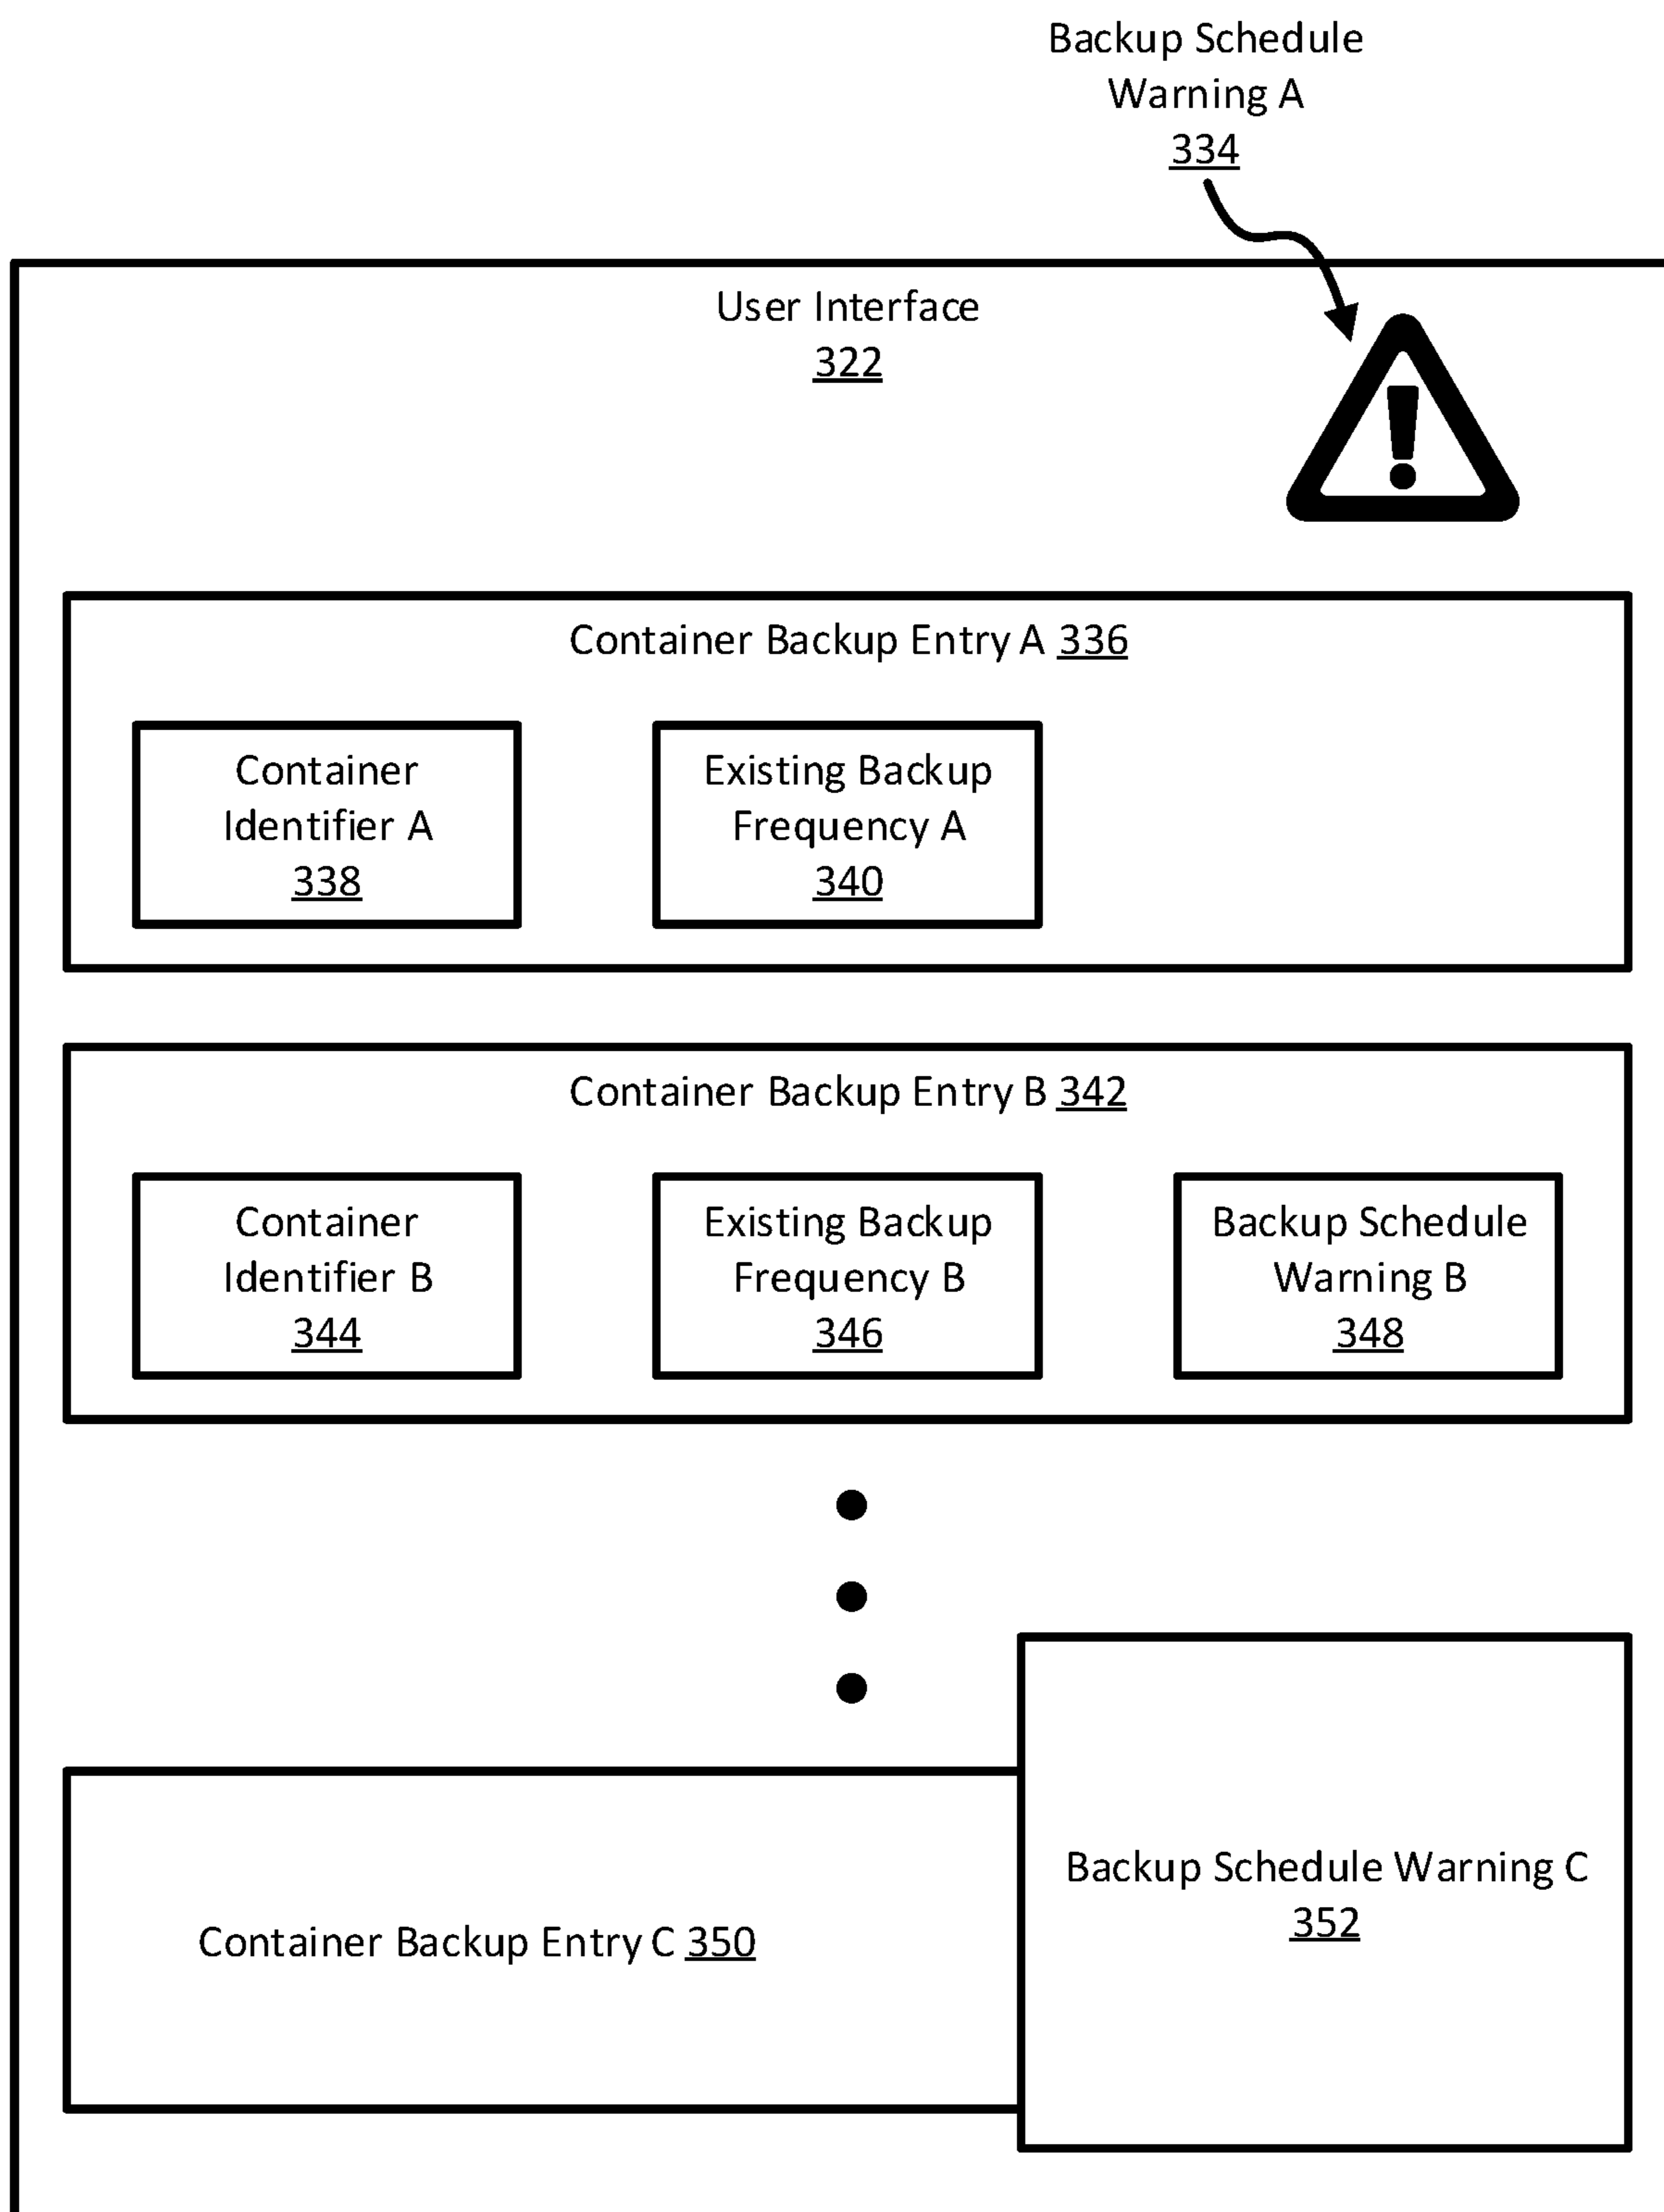 Backup Schedule
Warning A
334
User Interface
322
Container Backup Entry A 336
Container
Identifier A
338
Existing Backup
Frequency A
340
Container Backup Entry B 342
Container
Identifier B
344
Existing Backup
Frequency B
346
Backup Schedule
Warning B
348
Container Backup Entry C 350
Backup Schedule Warning C
352